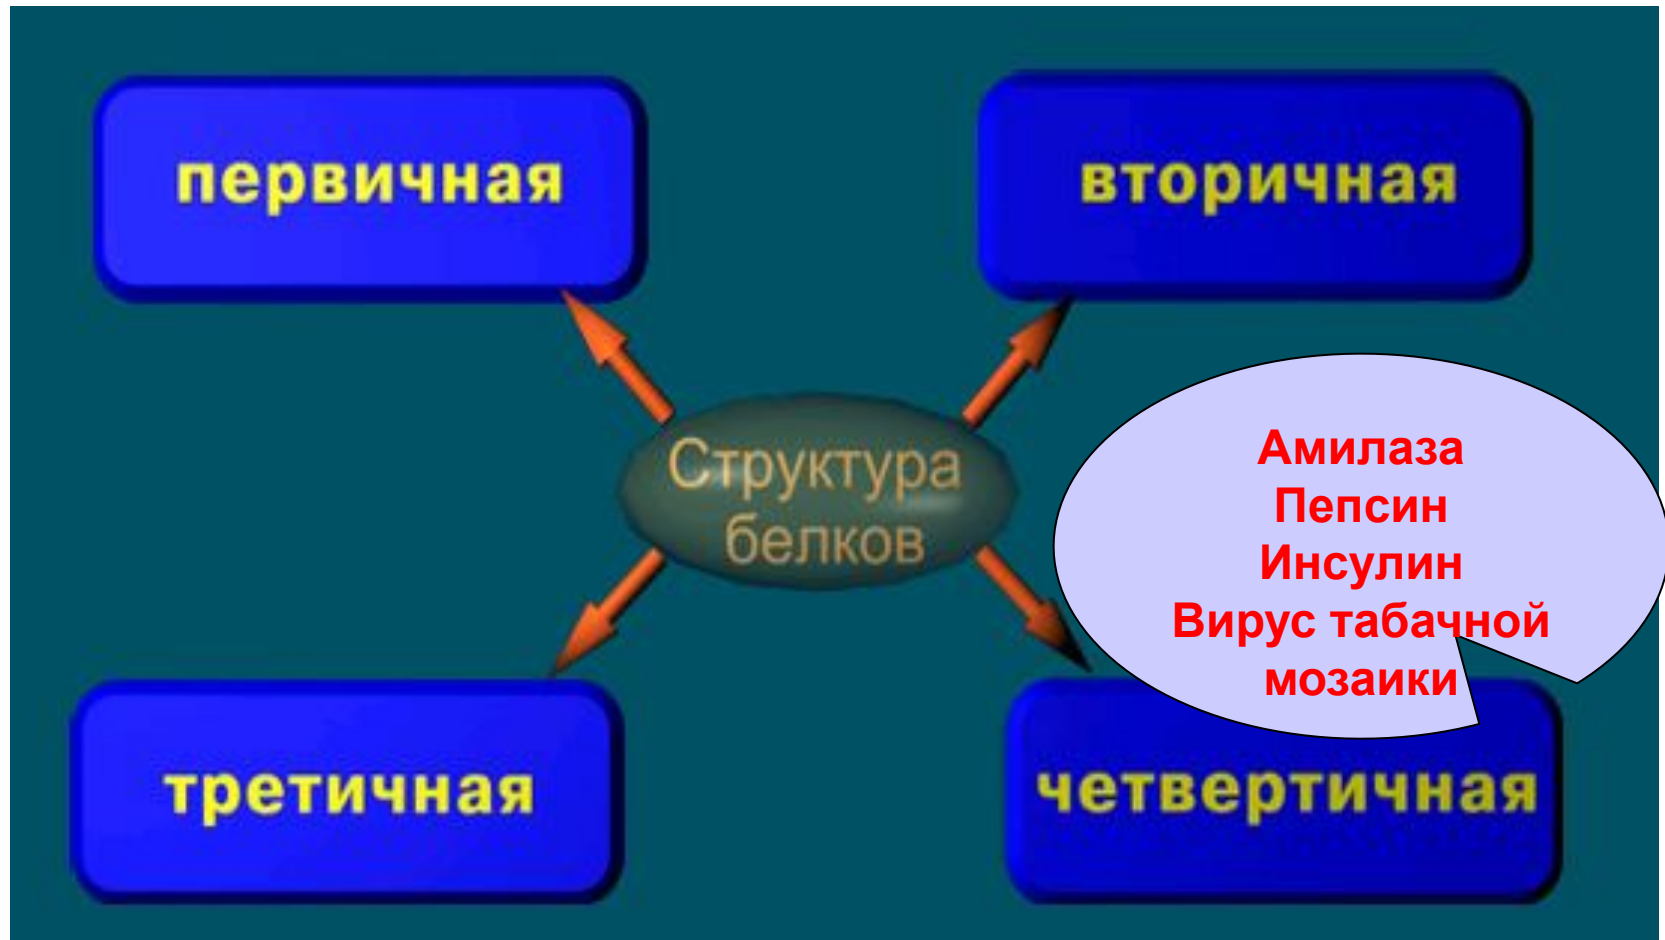 первичная
вторичная
Структура
белков
Амилаза
Пепсин
Инсулин
Вирус табачной
мозаики
третичная
четвертичная